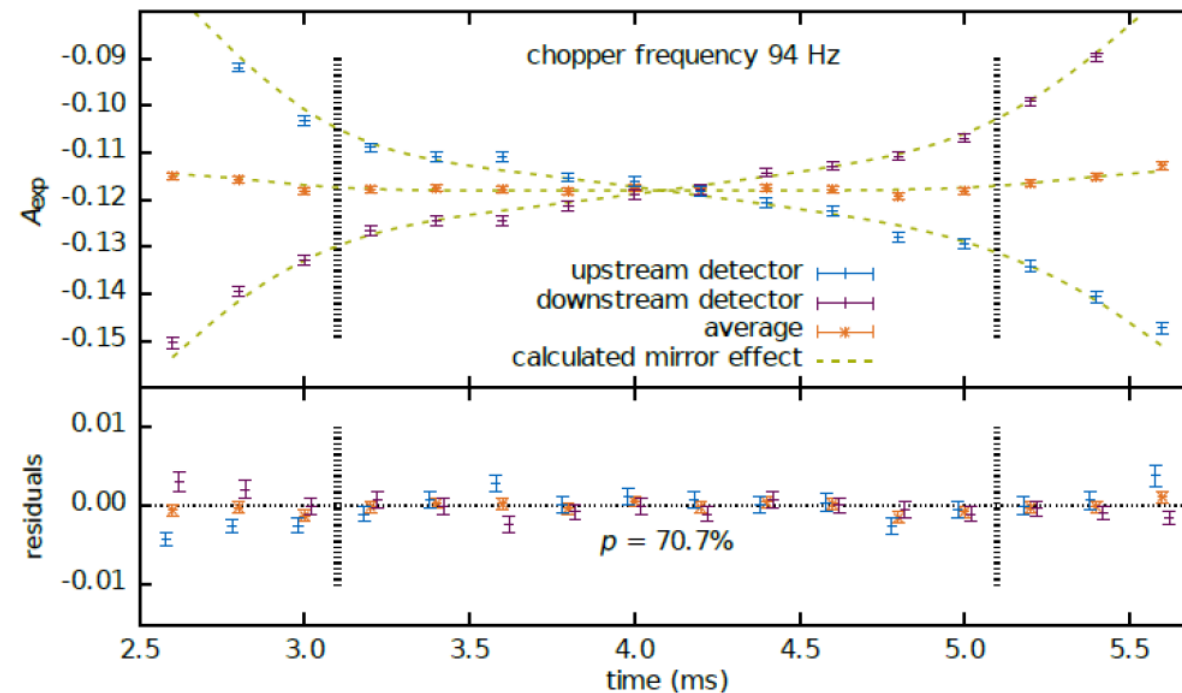 chopper frequency 94 Hz
-0.09
-0.10
-0.11
-0.12
-0.13
-0.14
-0.15
Aexp
upstream detector
downstream detector
average
calculated mirror effect
0.01
0.00
-0.01
residuals
p = 70.7%
2.5 3.0 3.5 4.0 4.5 5.0 5.5
time (ms)